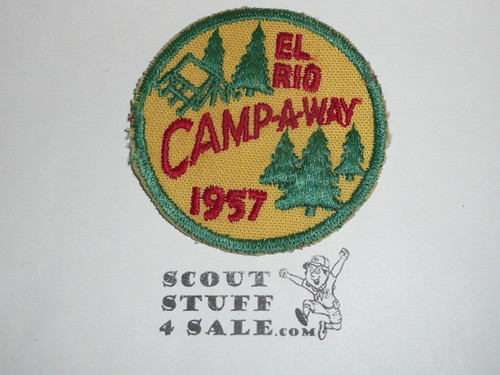 EL
RIO
CAMP-A-WAY
1957
SCOUT
STUFF
4 SALE.COM